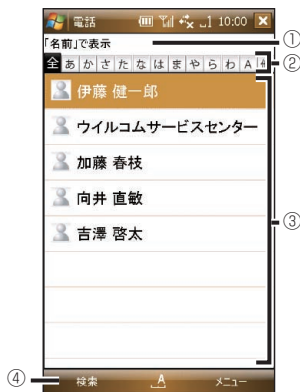 電話 10:00
①
「名前」で表示
②
全 あ か さ た な は ま や ら わ A
伊藤 健一郎
ウイルコムサービスセンター
加藤 春枝
向井 直敏
③
吉澤 啓太
④
検索 A メニュー